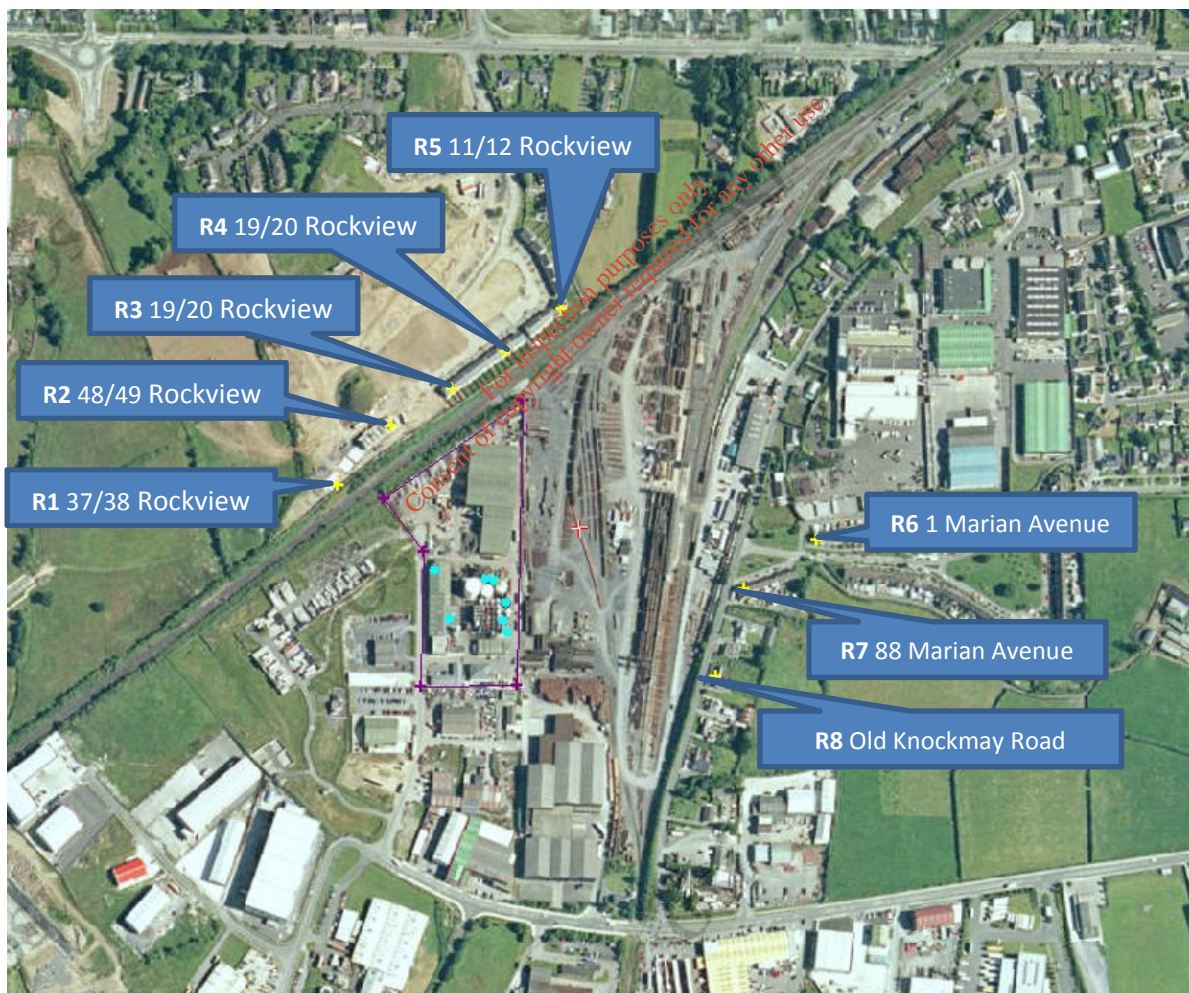 R5 11/12 Rockview
R4 19/20 Rockview
R3 19/20 Rockview
R2 48/49 Rockview
R1 37/38 Rockview
For inspection purposes only.
Consent of copyright owner required for any other use.
R6 1 Marian Avenue
R7 88 Marian Avenue
R8 Old Knockmay Road